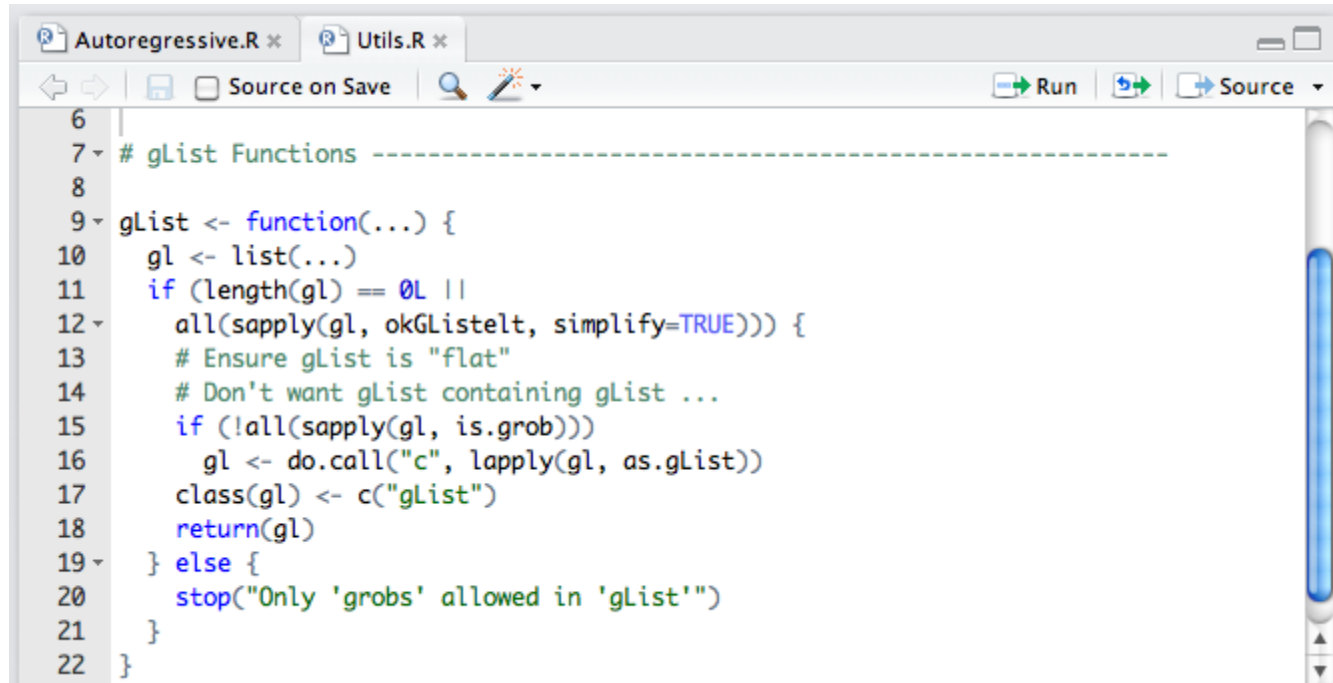 Autoregressive.R × Utils.R ×
Source on Save Run Source
6
7 # gList Functions ---------------------------------------------------------
8
9 gList <- function(...) {
10   gl <- list(...)
11   if (length(gl) == 0L ||
12     all(sapply(gl, okGListelt, simplify=TRUE))) {
13     # Ensure gList is "flat"
14     # Don't want gList containing gList ...
15     if (!all(sapply(gl, is.grob)))
16       gl <- do.call("c", lapply(gl, as.gList))
17     class(gl) <- c("gList")
18     return(gl)
19   } else {
20     stop("Only 'grobs' allowed in 'gList'")
21   }
22 }